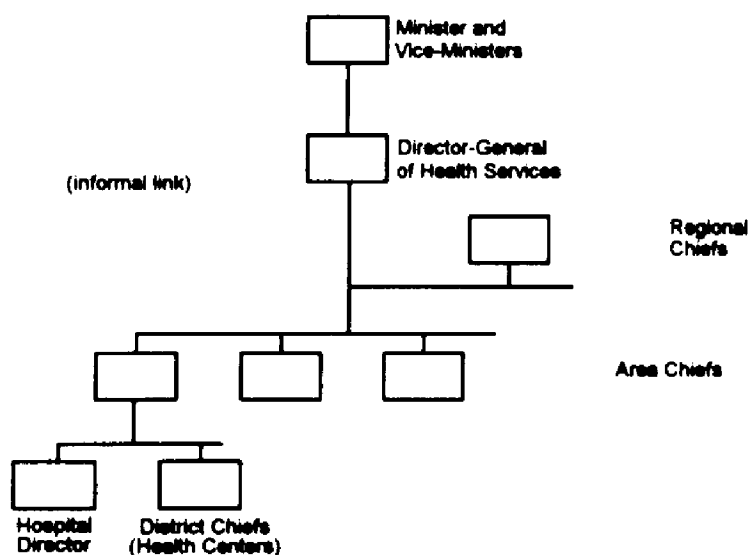 Minister and
Vice-Ministers
Director-General
of Health Services
(informal link)
Regional
Chiefs
Area Chiefs
Hospital
Director
District Chiefs
(Health Centers)